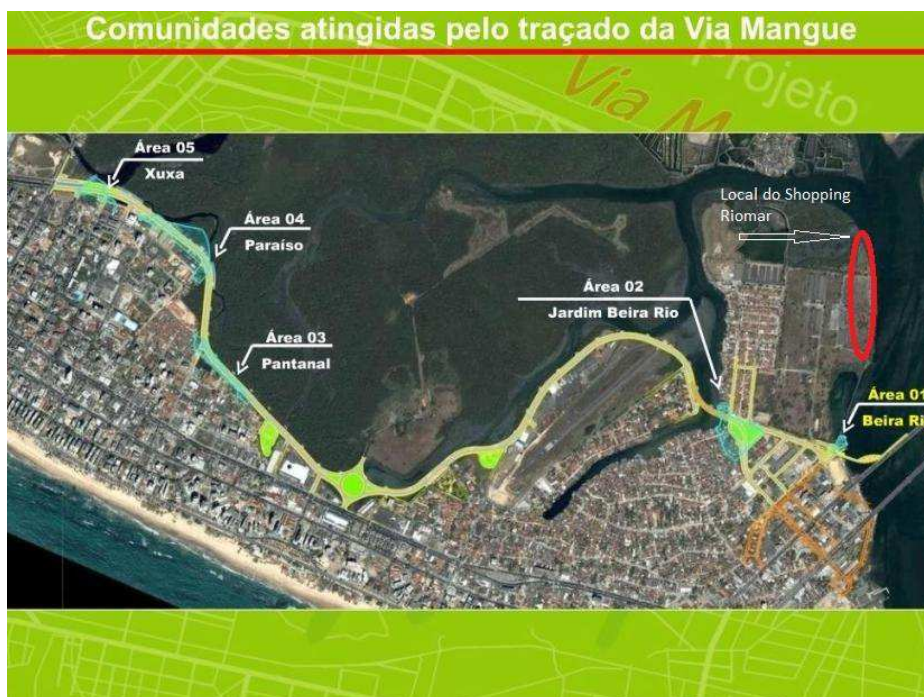 Comunidades atingidas pelo traçado da Via Mangue
projeto
Via M
Área 05
Xuxa
Área 04
Paraíso
Local do Shopping
Riomar
Área 02
Jardim Beira Rio
Área 03
Pantanal
Área 01
Beira Ri